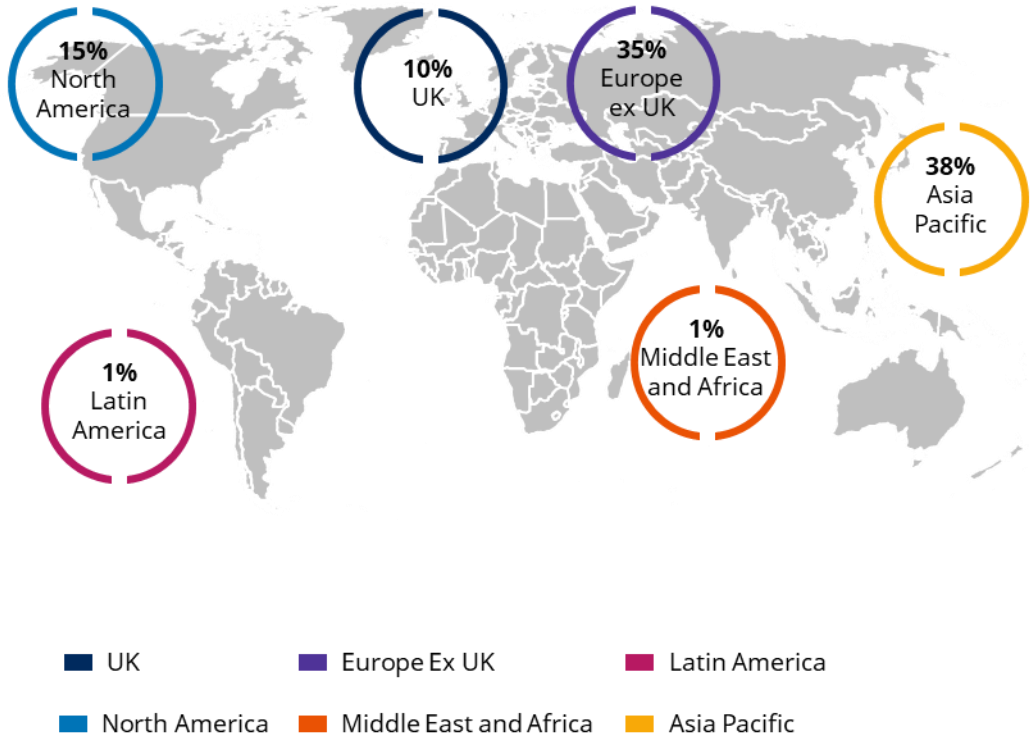 15%
North
America
10%
UK
35%
Europe
ex UK
38%
Asia
Pacific
1%
Latin
America
1%
Middle East
and Africa
UK
Europe Ex UK
Latin America
North America
Middle East and Africa
Asia Pacific